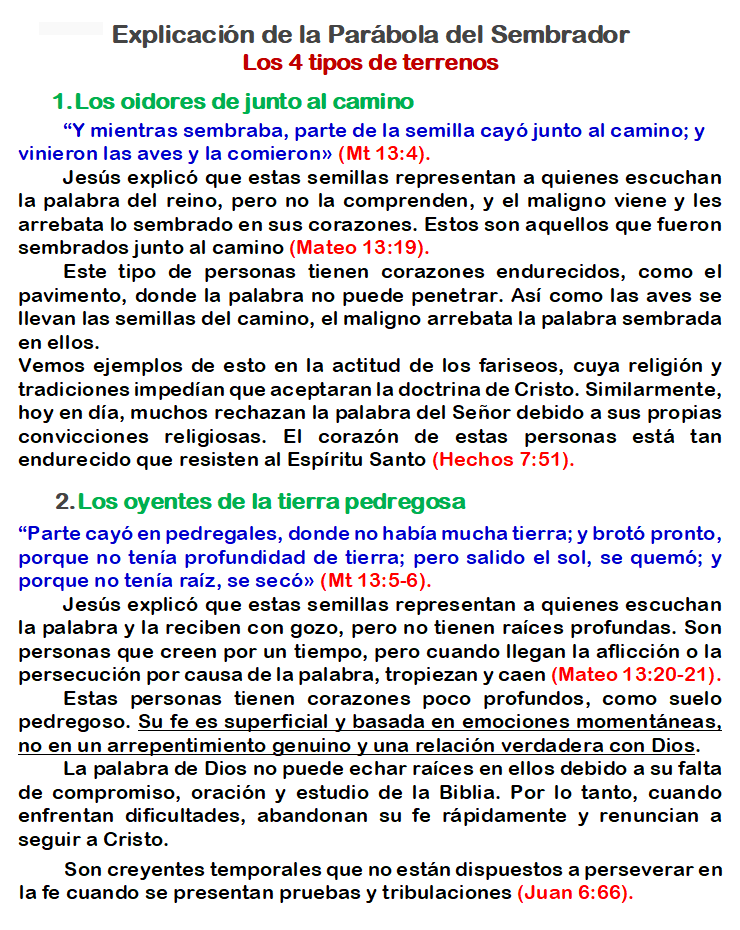 Explicación de la Parábola del Sembrador
Los 4 tipos de terrenos
1. Los oidores de junto al camino
“Y mientras sembraba, parte de la semilla cayó junto al camino; y
vinieron las aves y la comieron» (Mt 13:4).
Jesús explicó que estas semillas representan a quienes escuchan
la palabra del reino, pero no la comprenden, y el maligno viene y les
arrebata lo sembrado en sus corazones. Estos son aquellos que fueron
sembrados junto al camino (Mateo 13:19).
Este tipo de personas tienen corazones endurecidos, como el
pavimento, donde la palabra no puede penetrar. Así como las aves se
llevan las semillas del camino, el maligno arrebata la palabra sembrada
en ellos.
Vemos ejemplos de esto en la actitud de los fariseos, cuya religión y
tradiciones impedían que aceptaran la doctrina de Cristo. Similarmente,
hoy en día, muchos rechazan la palabra del Señor debido a sus propias
convicciones religiosas. El corazón de estas personas está tan
endurecido que resisten al Espíritu Santo (Hechos 7:51).
2. Los oyentes de la tierra pedregosa
“Parte cayó en pedregales, donde no había mucha tierra; y brotó pronto,
porque no tenía profundidad de tierra; pero salido el sol, se quemó; y
porque no tenía raíz, se secó» (Mt 13:5-6).
Jesús explicó que estas semillas representan a quienes escuchan
la palabra y la reciben con gozo, pero no tienen raíces profundas. Son
personas que creen por un tiempo, pero cuando llegan la aflicción o la
persecución por causa de la palabra, tropiezan y caen (Mateo 13:20-21).
Estas personas tienen corazones poco profundos, como suelo
pedregoso. Su fe es superficial y basada en emociones momentáneas,
no en un arrepentimiento genuino y una relación verdadera con Dios.
La palabra de Dios no puede echar raíces en ellos debido a su falta
de compromiso, oración y estudio de la Biblia. Por lo tanto, cuando
enfrentan dificultades, abandonan su fe rápidamente y renuncian a
seguir a Cristo.
Son creyentes temporales que no están dispuestos a perseverar en
la fe cuando se presentan pruebas y tribulaciones (Juan 6:66).